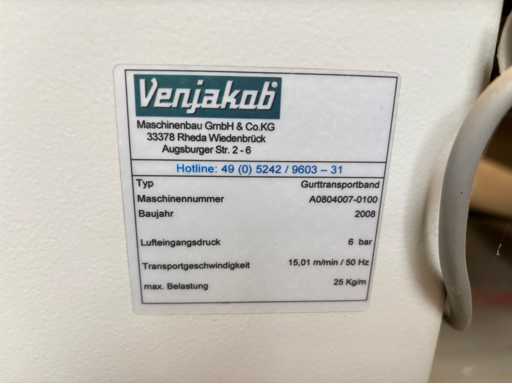 Venjakob
Maschinenbau GmbH & Co.KG
33378 Rheda Wiedenbrück
Augsburger Str. 2 - 6
Hotline: 49 (0) 5242 / 9603 – 31
Typ Gurttransportband
Maschinennummer A0804007-0100
Baujahr 2008
Lufteingangsdruck 6 bar
Transportgeschwindigkeit 15,01 m/min / 50 Hz
max. Belastung 25 Kg/m